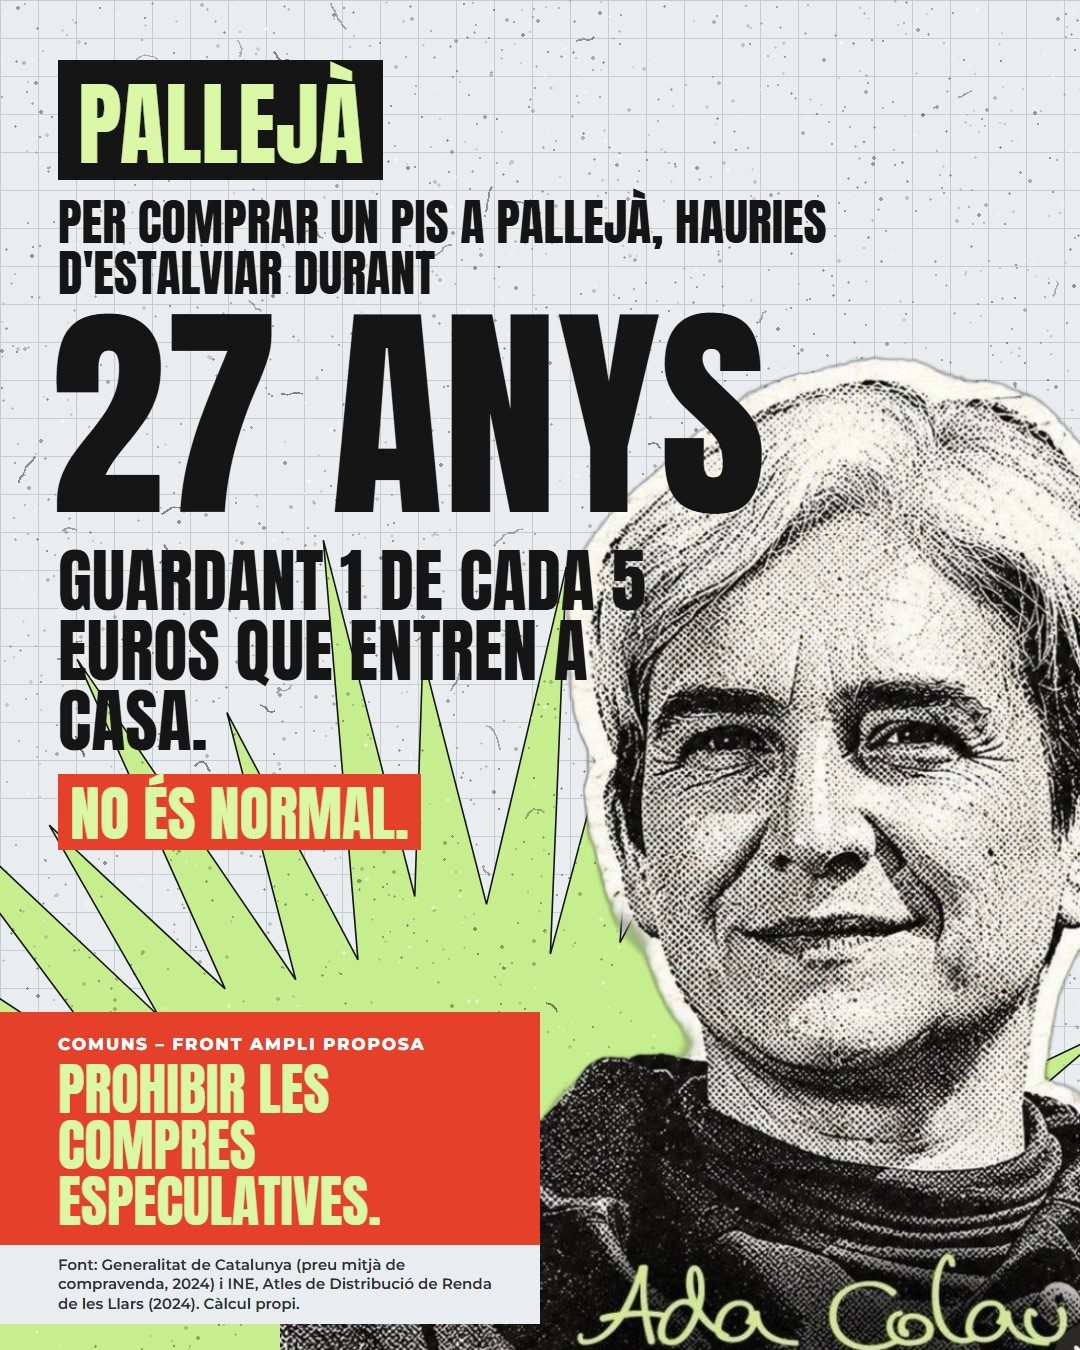 PALLEJÀ
PER COMPRAR UN PIS A PALLEJÀ, HAURIES
D'ESTALVIAR DURANT
27 ANYS
GUARDANT 1 DE CADA 5
EUROS QUE ENTREN A
CASA.
NO ÉS NORMAL.
COMUNS – FRONT AMPLI PROPOSA
PROHIBIR LES
COMPRES
ESPECULATIVES.
Font: Generalitat de Catalunya (preu mitjà de
compravenda, 2024) i INE, Atles de Distribució de Renda
de les Llars (2024). Càlcul propi.
Ada Colau